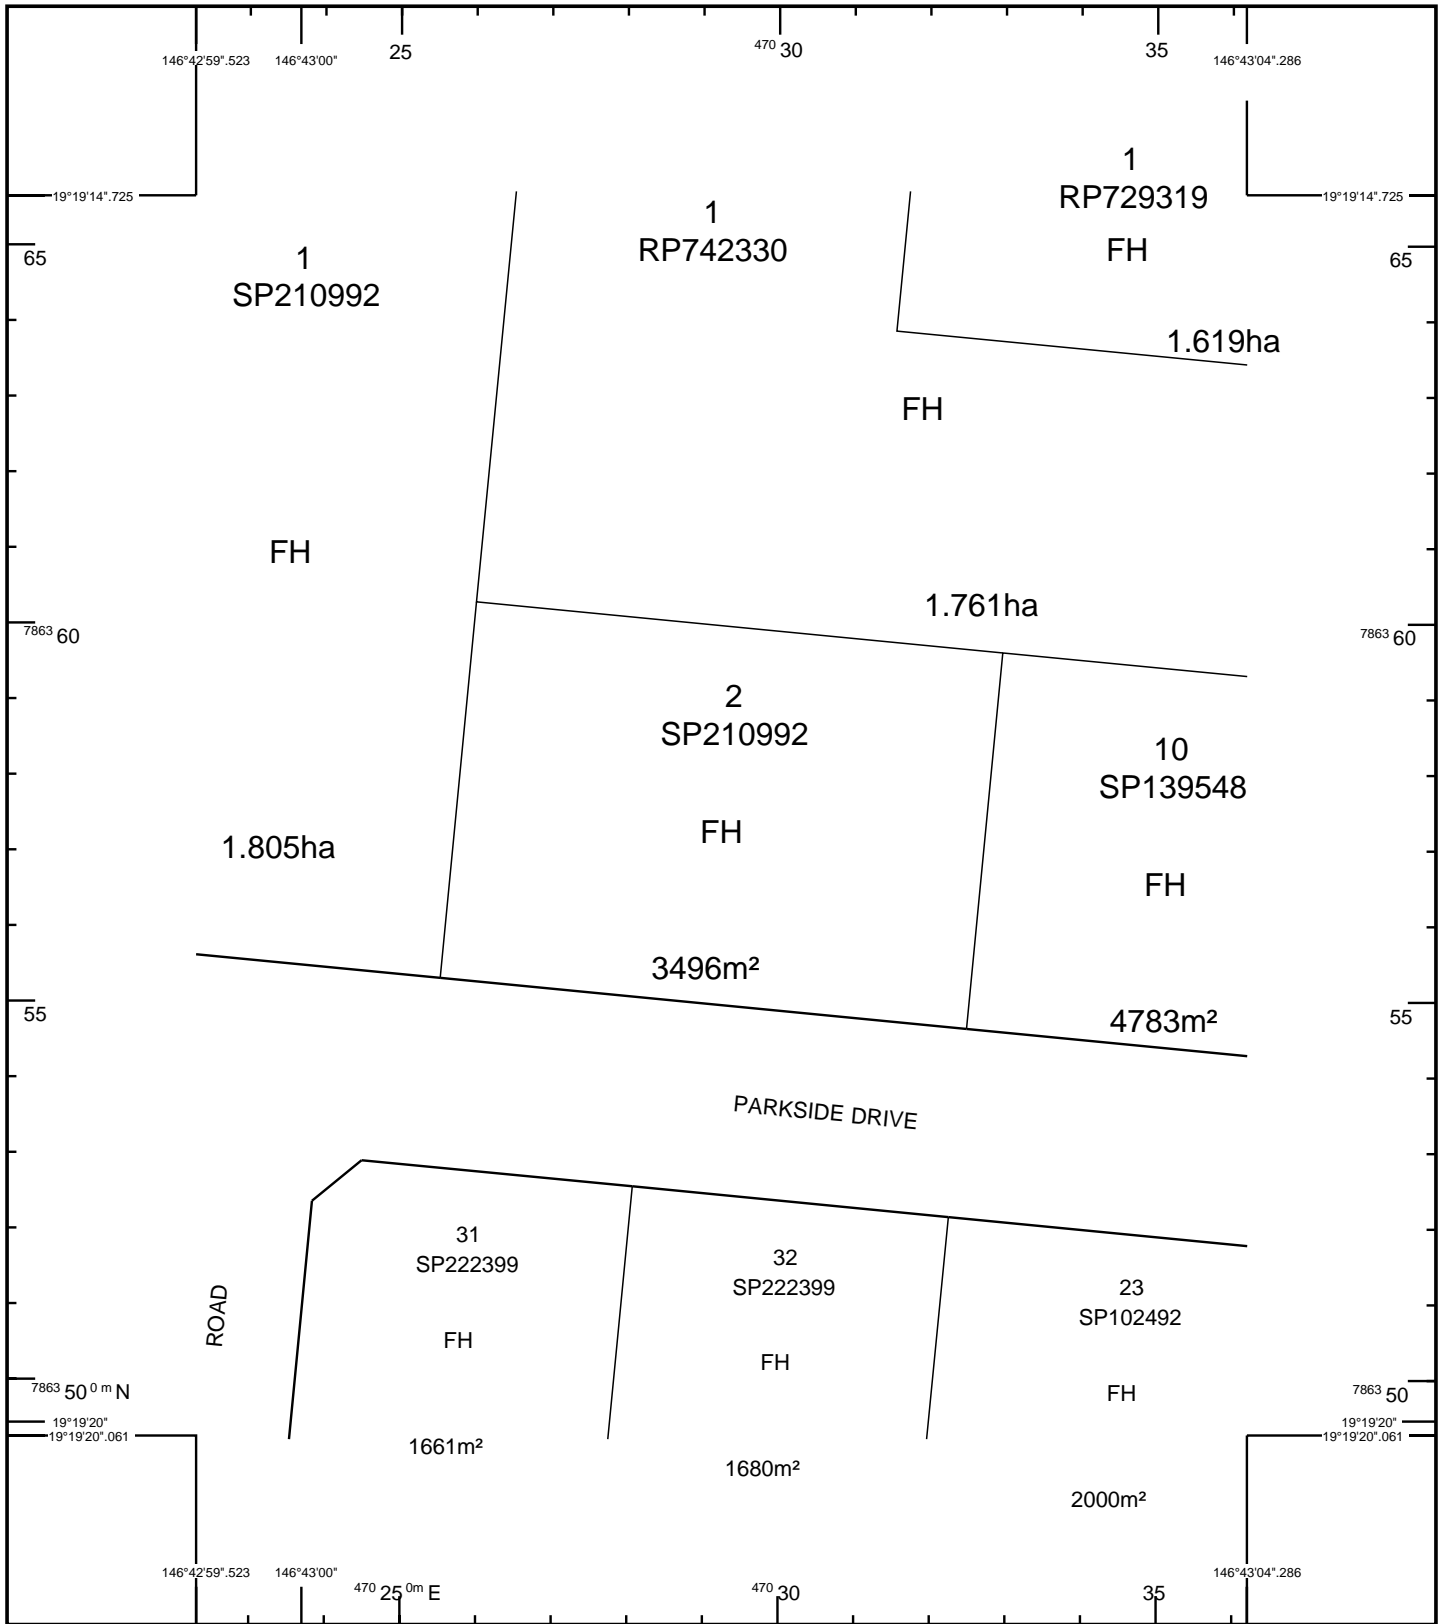 146°42'59".523
146°43'00"
25
470 30
35
146°43'04".286
19°19'14".725
19°19'14".725
65
65
1
SP210992
FH
1.805ha
1
RP742330
FH
1.761ha
1
RP729319
FH
1.619ha
7863 60
7863 60
2
SP210992
FH
3496m²
10
SP139548
FH
4783m²
55
55
PARKSIDE DRIVE
ROAD
31
SP222399
FH
1661m²
32
SP222399
FH
1680m²
23
SP102492
FH
2000m²
7863 50 0 m N
7863 50
19°19'20"
19°19'20"
19°19'20".061
19°19'20".061
146°42'59".523
146°43'00"
470 25 0m E
470 30
35
146°43'04".286